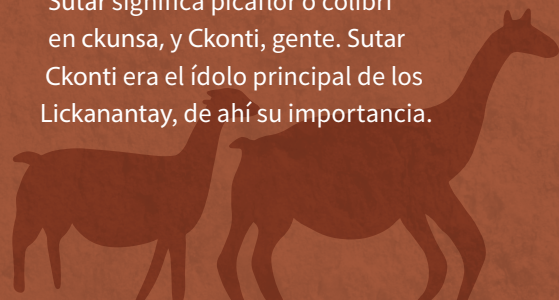 Sutar significa picaflor o colibrí
en ckunsa, y Ckonti, gente. Sutar
Ckonti era el ídolo principal de los
Lickanantay, de ahí su importancia.